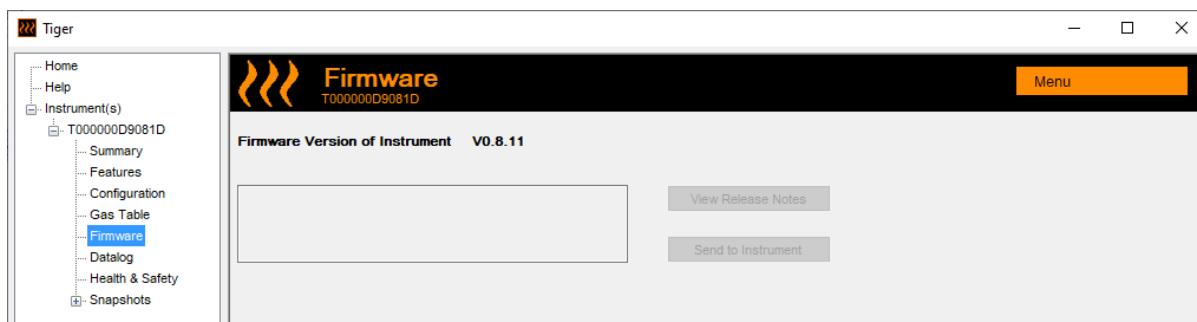 Tiger
Home
Help
Instrument(s)
T000000D9081D
Summary
Features
Configuration
Gas Table
Firmware
Datalog
Health & Safety
Snapshots
Firmware
T000000D9081D
Menu
Firmware Version of Instrument V0.8.11
View Release Notes
Send to Instrument